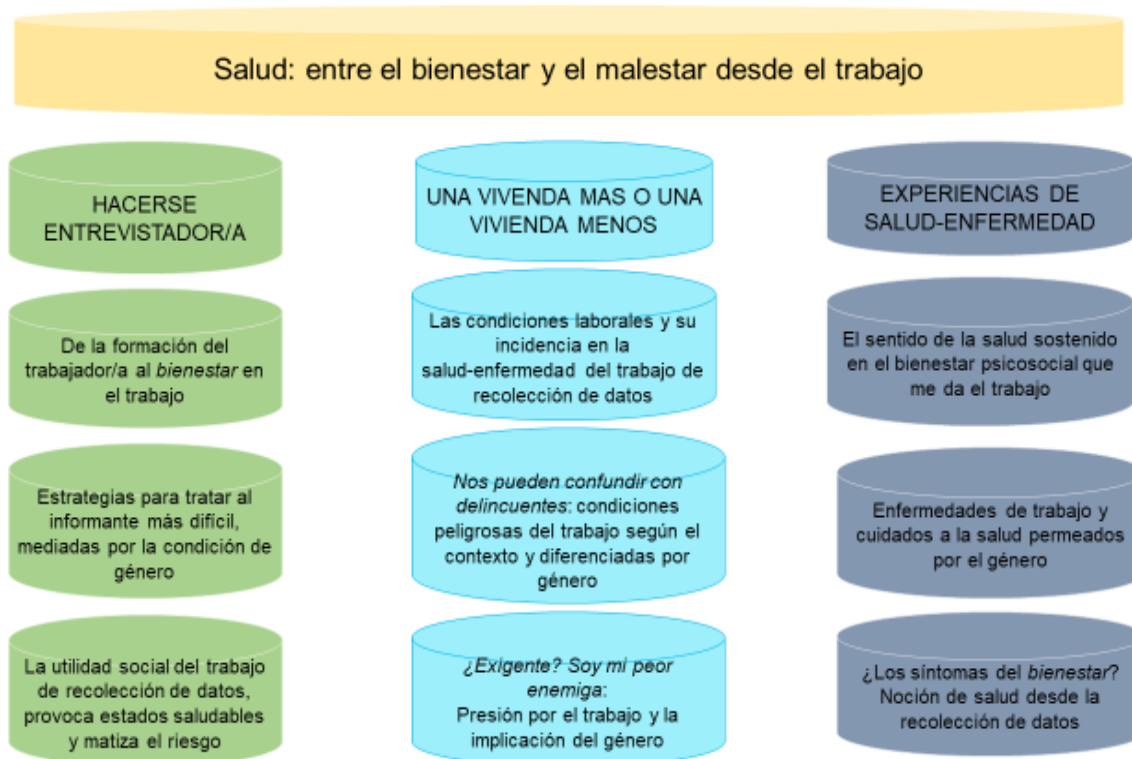 Salud: entre el bienestar y el malestar desde el trabajo
HACERSE
ENTREVISTADOR/A
De la formación del
trabajador/a al bienestar en
el trabajo
Estrategias para tratar al
informante más difícil,
mediadas por la condición de
género
La utilidad social del trabajo
de recolección de datos,
provoca estados saludables
y matiza el riesgo
UNA VIVENDA MAS O UNA
VIVIENDA MENOS
Las condiciones laborales y su
incidencia en la
salud-enfermedad del trabajo de
recolección de datos
Nos pueden confundir con
delincuentes: condiciones
peligrosas del trabajo según el
contexto y diferenciadas por
género
¿Exigente? Soy mi peor
enemiga:
Presión por el trabajo y la
implicación del género
EXPERIENCIAS DE
SALUD-ENFERMEDAD
El sentido de la salud sostenido
en el bienestar psicosocial que
me da el trabajo
Enfermedades de trabajo y
cuidados a la salud permeados
por el género
¿Los síntomas del bienestar?
Noción de salud desde la
recolección de datos